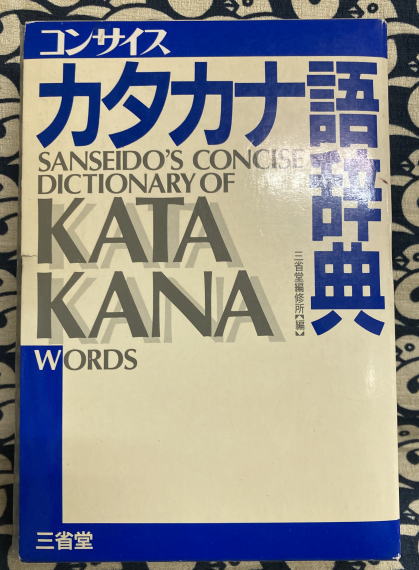 コンサイス
カタカナ語辞典
SANSEIDO'S CONCISE
DICTIONARY OF
KATA
KANA
WORDS
三省堂編修所【編】
三省堂